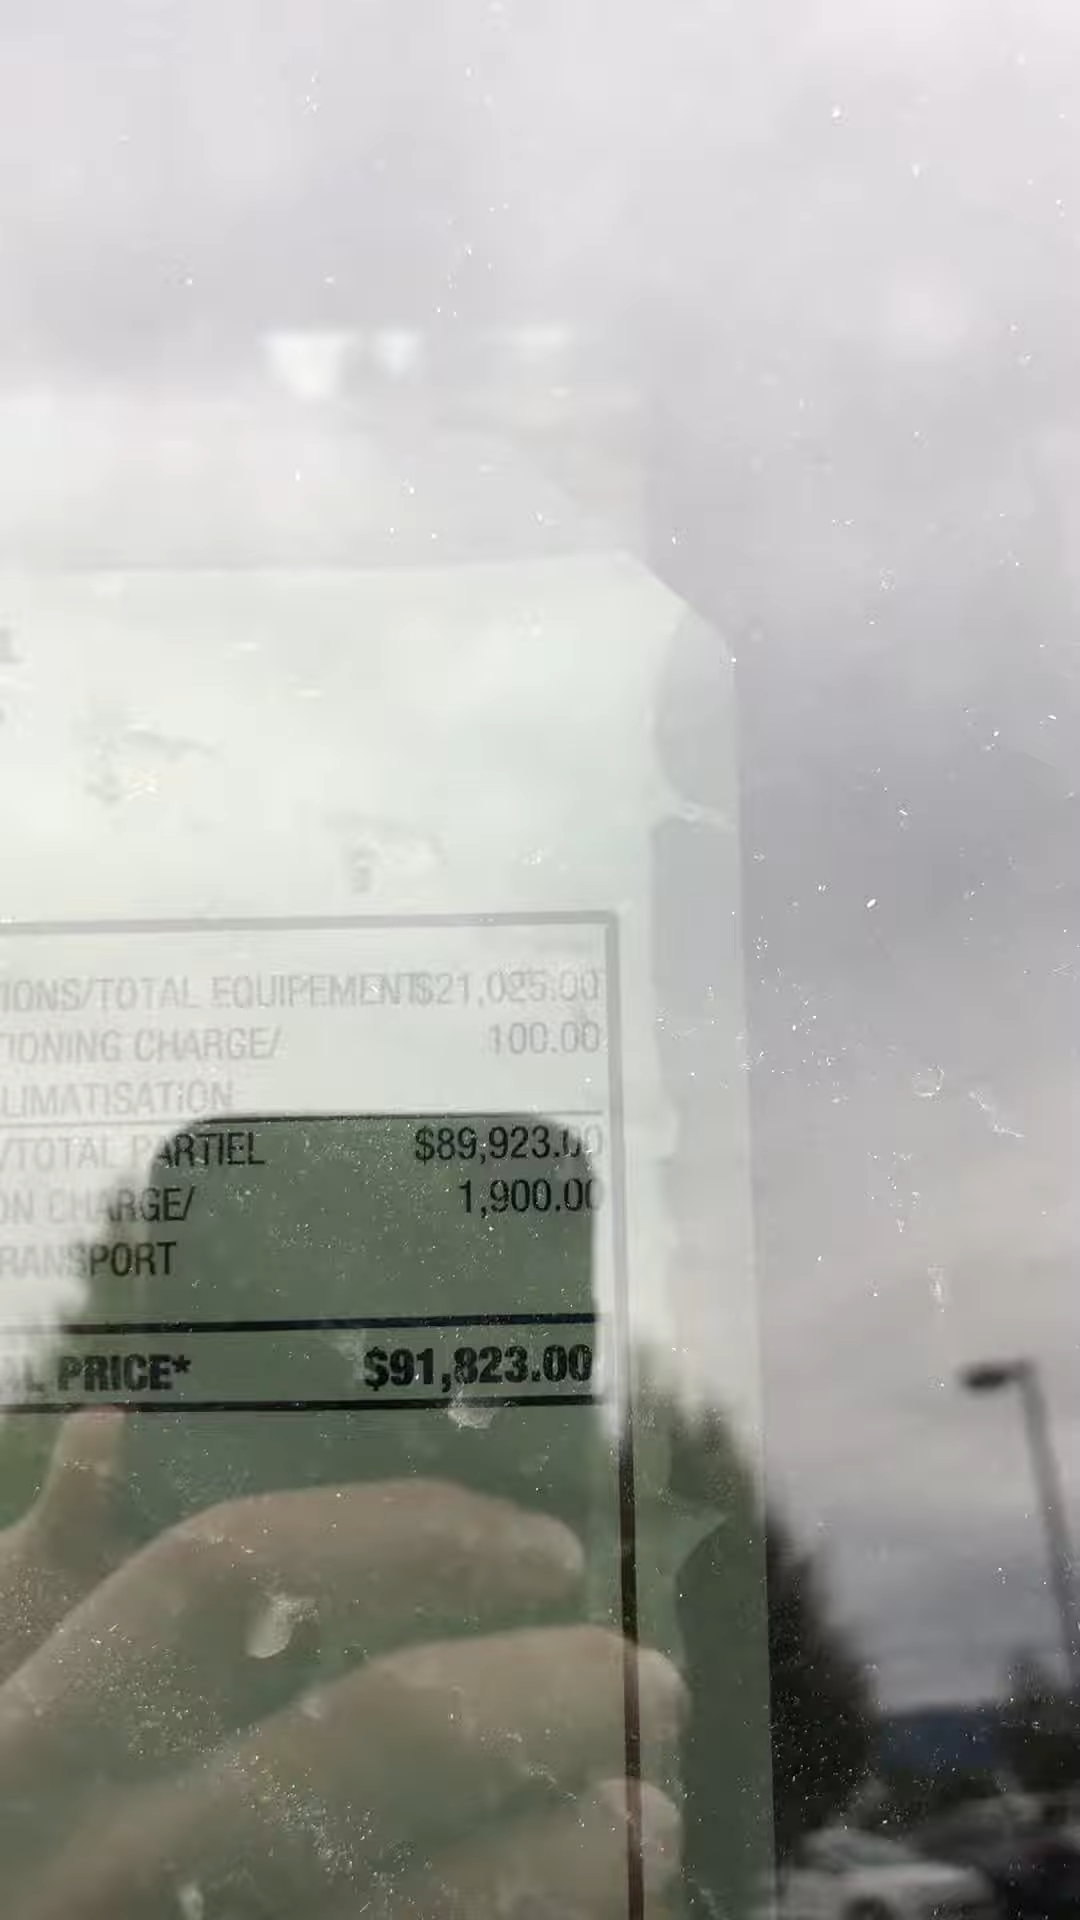 IONS/TOTAL EQUIPEMENT $21,025.00
TIONING CHARGE/ 100.00
LIMATISATION
/TOTAL PARTIEL $89,923.00
ON CHARGE/ 1,900.00
RANSPORT
AL PRICE* $91,823.00